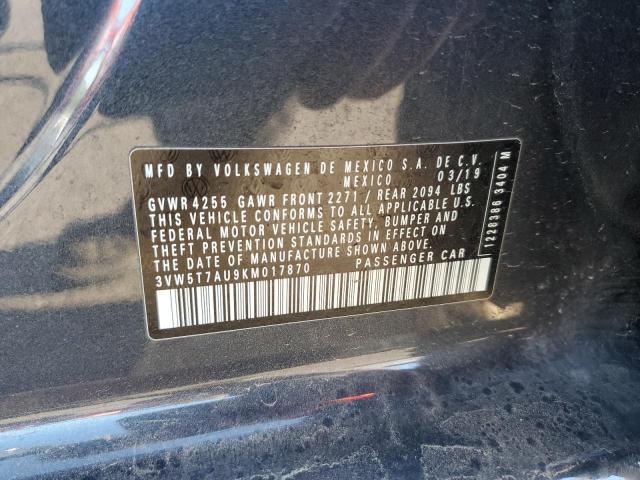 MFD BY VOLKSWAGEN DE MEXICO S.A. DE C.V.
MEXICO 03/19
GVWR 4255 GAWR FRONT 2271 / REAR 2094 LBS
THIS VEHICLE CONFORMS TO ALL APPLICABLE U.S.
FEDERAL MOTOR VEHICLE SAFETY, BUMPER AND
THEFT PREVENTION STANDARDS IN EFFECT ON
THE DATE OF MANUFACTURE SHOWN ABOVE.
3VW5T7AU9KM017870 PASSENGER CAR
1228386 3404 M